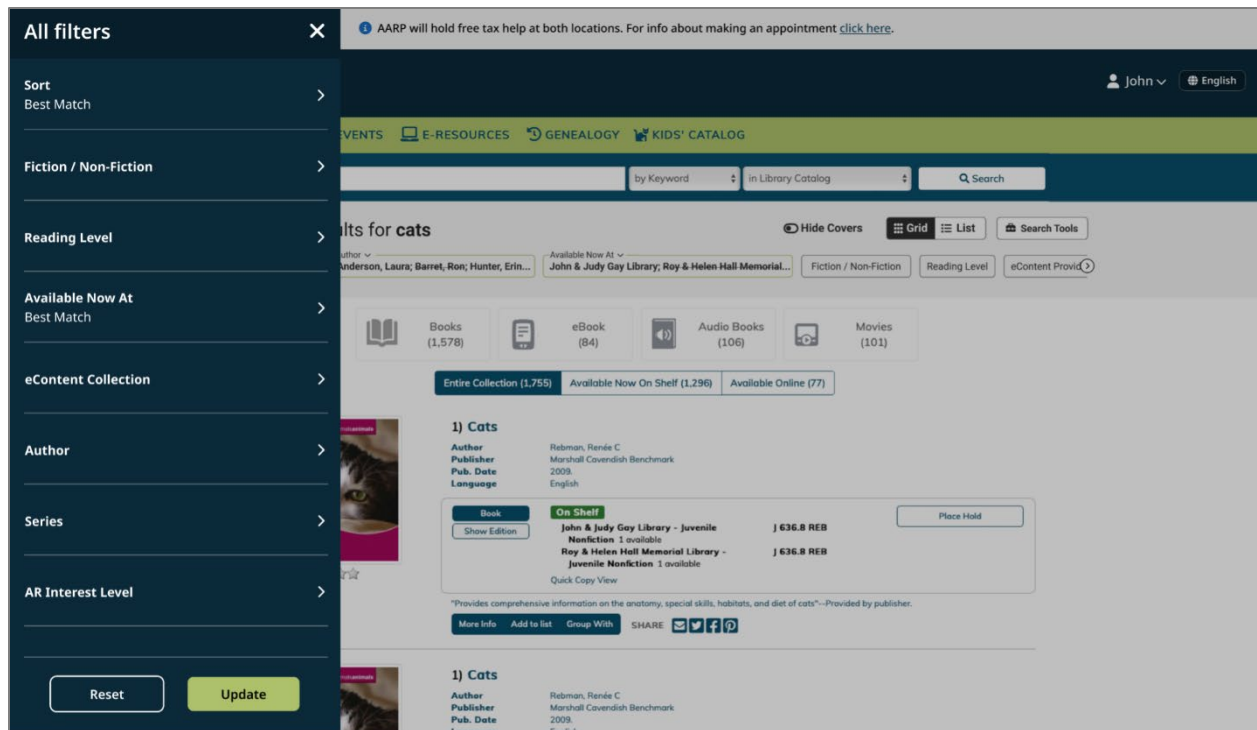 All filters
AARP will hold free tax help at both locations. For info about making an appointment click here.
Sort
Best Match
Fiction / Non-Fiction
Reading Level
Available Now At
Best Match
eContent Collection
Author
Series
AR Interest Level
Reset
Update
John
English
VENTS E-RESOURCES GENEALOGY KIDS' CATALOG
by Keyword
in Library Catalog
Search
lts for cats
Hide Covers
Grid
List
Search Tools
uthor
Anderson, Laura; Barret, Ron; Hunter, Erin...
Available Now At
John & Judy Gay Library; Roy & Helen Hall Memorial...
Fiction / Non-Fiction
Reading Level
eContent Provid
Books
(1,578)
eBook
(84)
Audio Books
(106)
Movies
(101)
Entire Collection (1,755)
Available Now On Shelf (1,296)
Available Online (77)
1) Cats
Author Rebman, Renée C
Publisher Marshall Cavendish Benchmark
Pub. Date 2009.
Language English
Book
Show Edition
On Shelf
John & Judy Gay Library - Juvenile J 636.8 REB
Nonfiction 1 available
Roy & Helen Hall Memorial Library - J 636.8 REB
Juvenile Nonfiction 1 available
Quick Copy View
Place Hold
"Provides comprehensive information on the anatomy, special skills, habitats, and diet of cats"--Provided by publisher.
More Info Add to list Group With SHARE
1) Cats
Author Rebman, Renée C
Publisher Marshall Cavendish Benchmark
Pub. Date 2009.